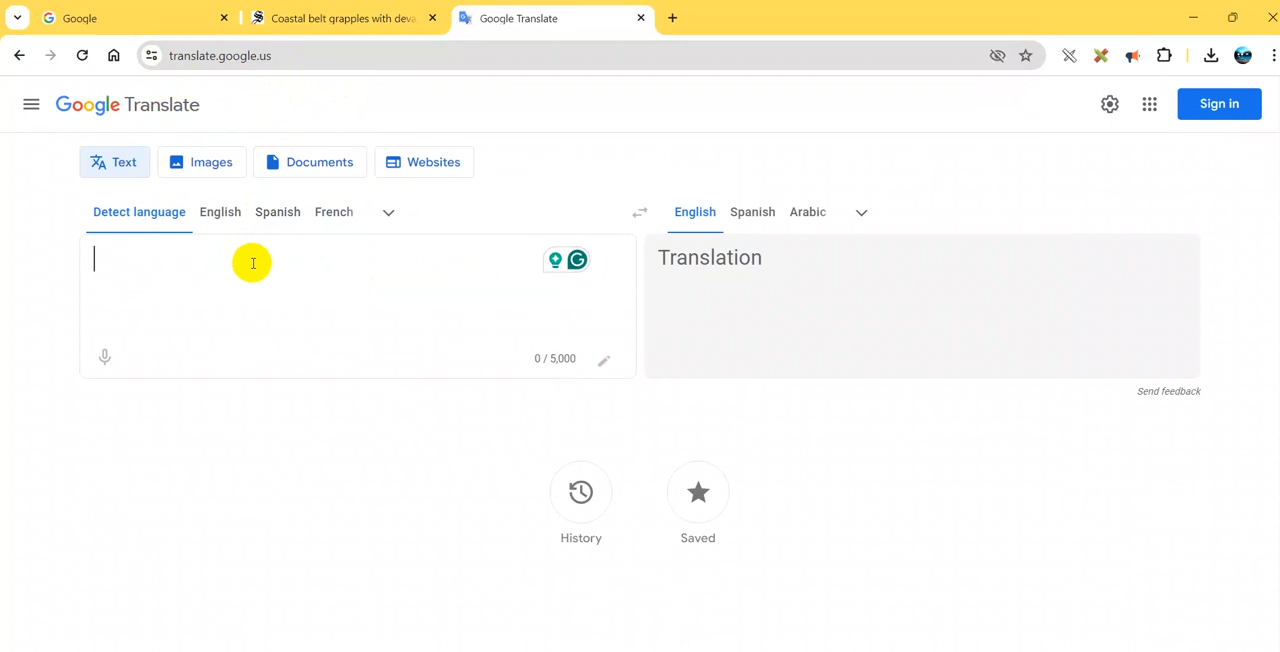 Google
Coastal belt grapples with deva
Google Translate
translate.google.us
Google Translate
Sign in
Text
Images
Documents
Websites
Detect language
English
Spanish
French
English
Spanish
Arabic
Translation
0 / 5,000
Send feedback
History
Saved